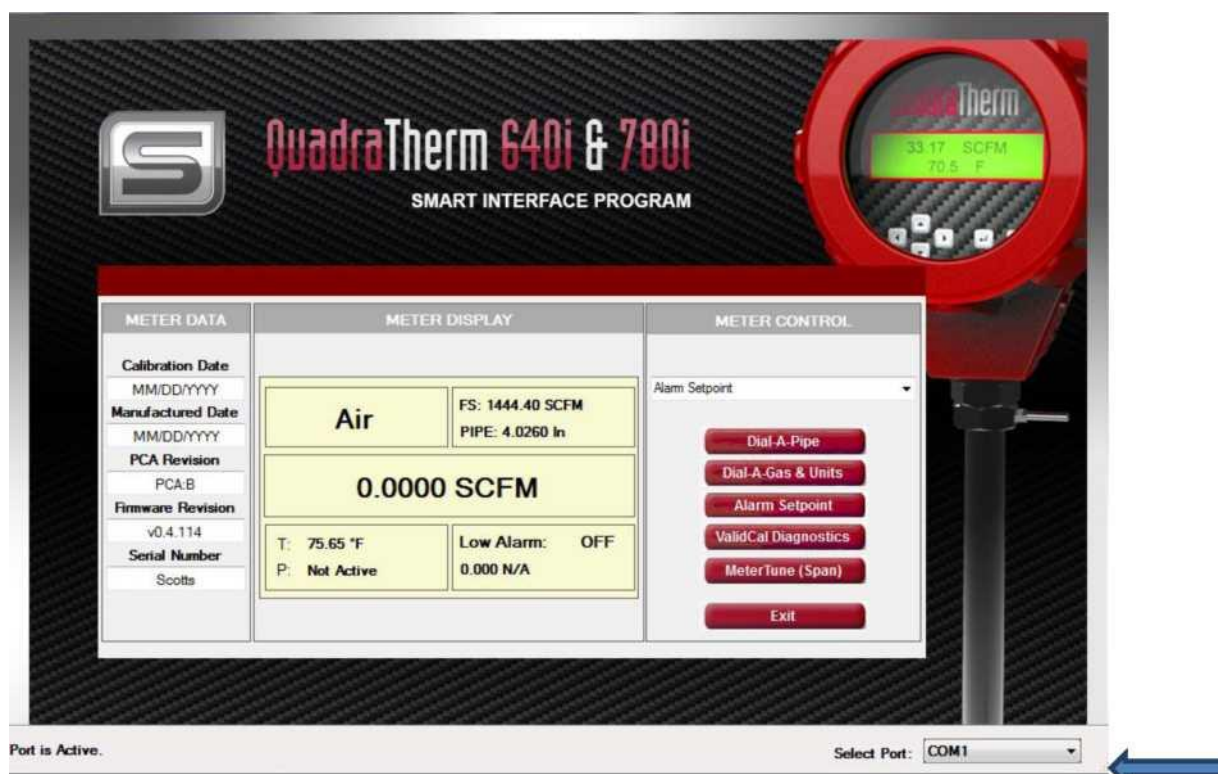 QuadraTherm 640i & 780i
SMART INTERFACE PROGRAM
S
Therm
33.17 SCFM
70.5 F
METER DATA
Calibration Date
MM/DD/YYYY
Manufactured Date
MM/DD/YYYY
PCA Revision
PCA:B
Firmware Revision
v0.4.114
Serial Number
Scotts
METER DISPLAY
Air
FS: 1444.40 SCFM
PIPE: 4.0260 In
0.0000 SCFM
T: 75.65 °F
P: Not Active
Low Alarm: OFF
0.000 N/A
METER CONTROL
Alarm Setpoint
Dial-A-Pipe
Dial-A-Gas & Units
Alarm Setpoint
ValidCal Diagnostics
MeterTune (Span)
Exit
Port is Active.
Select Port: COM1